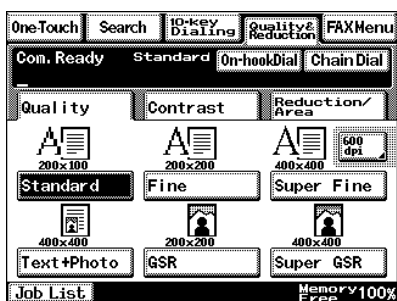 One-Touch Search 10-key Dialing Quality& Reduction FAX Menu
Com. Ready Standard On-hookDial Chain Dial
Quality Contrast Reduction/ Area
200×100 200×200 400×400 600 dpi
Standard Fine Super Fine
400×400 200×200 400×400
Text+Photo GSR Super GSR
Job List Memory Free 100%